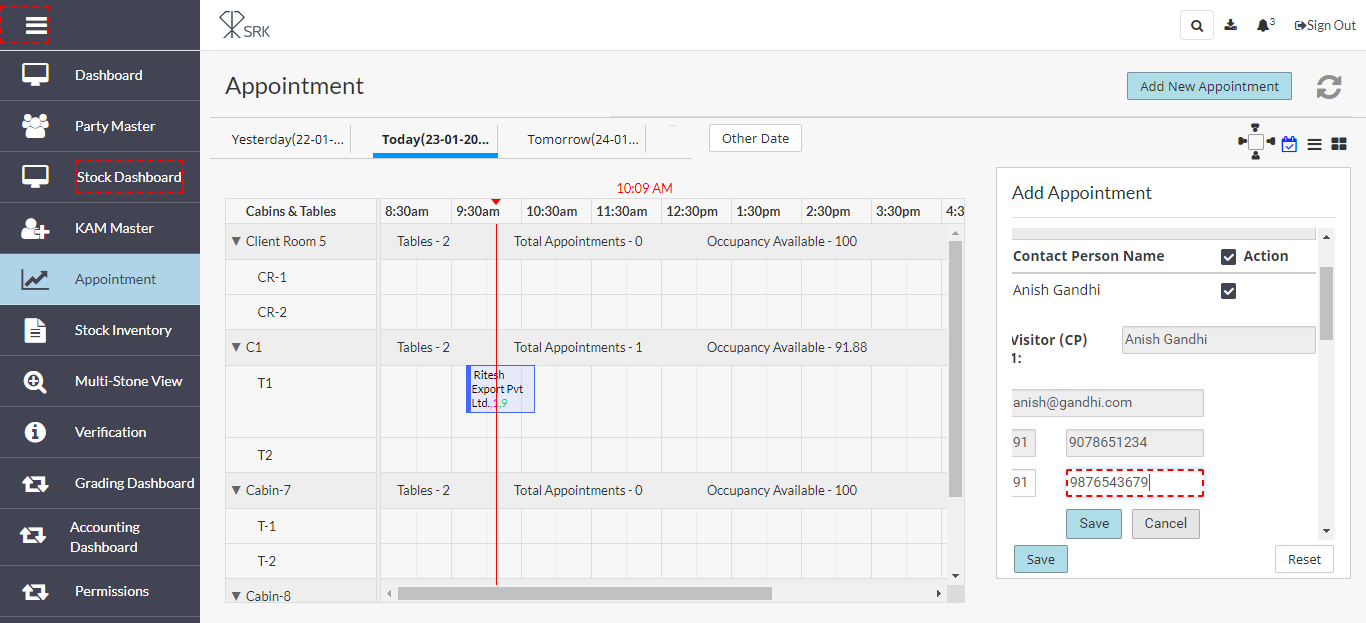 SRK
3
Sign Out
Dashboard
Party Master
Stock Dashboard
KAM Master
Appointment
Stock Inventory
Multi-Stone View
Verification
Grading Dashboard
Accounting
Dashboard
Permissions
Appointment
Add New Appointment
Yesterday(22-01-...
Today(23-01-20...
Tomorrow(24-01...
Other Date
10:09 AM
Cabins & Tables 8:30am 9:30am 10:30am 11:30am 12:30pm 1:30pm 2:30pm 3:30pm 4:3
Client Room 5 Tables - 2 Total Appointments - 0 Occupancy Available - 100
CR-1
CR-2
C1 Tables - 2 Total Appointments - 1 Occupancy Available - 91.88
T1
Ritesh
Export Pvt
Ltd.,1,9
T2
Cabin-7 Tables - 2 Total Appointments - 0 Occupancy Available - 100
T-1
T-2
Cabin-8
Add Appointment
Contact Person Name Action
Anish Gandhi
Visitor (CP)
1:
Anish Gandhi
anish@gandhi.com
91 9078651234
91 9876543679
Save Cancel
Save Reset